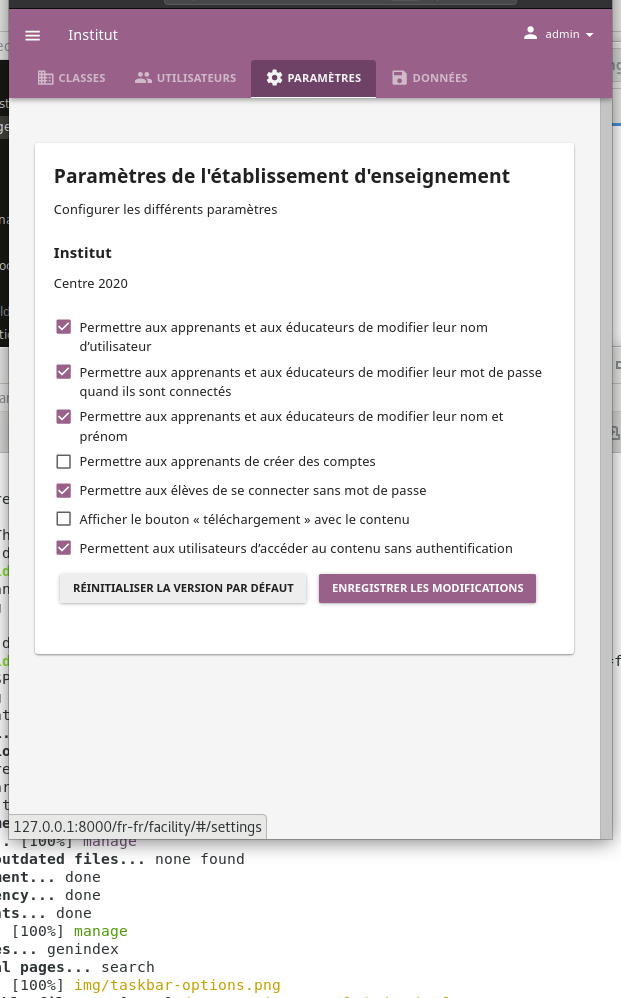 Institut
admin
CLASSES UTILISATEURS PARAMÈTRES DONNÉES
Paramètres de l'établissement d'enseignement
Configurer les différents paramètres
Institut
Centre 2020
Permettre aux apprenants et aux éducateurs de modifier leur nom
d’utilisateur
Permettre aux apprenants et aux éducateurs de modifier leur mot de passe
quand ils sont connectés
Permettre aux apprenants et aux éducateurs de modifier leur nom et
prénom
Permettre aux apprenants de créer des comptes
Permettre aux élèves de se connecter sans mot de passe
Afficher le bouton « téléchargement » avec le contenu
Permettent aux utilisateurs d’accéder au contenu sans authentification
RÉINITIALISER LA VERSION PAR DÉFAUT ENREGISTRER LES MODIFICATIONS
127.0.0.1:8000/fr-fr/facility/#/settings
. [100%] manage
outdated files... none found
ment... done
ency... done
nts... done
[100%] manage
es... genindex
al pages... search
[100%] img/taskbar-options.png